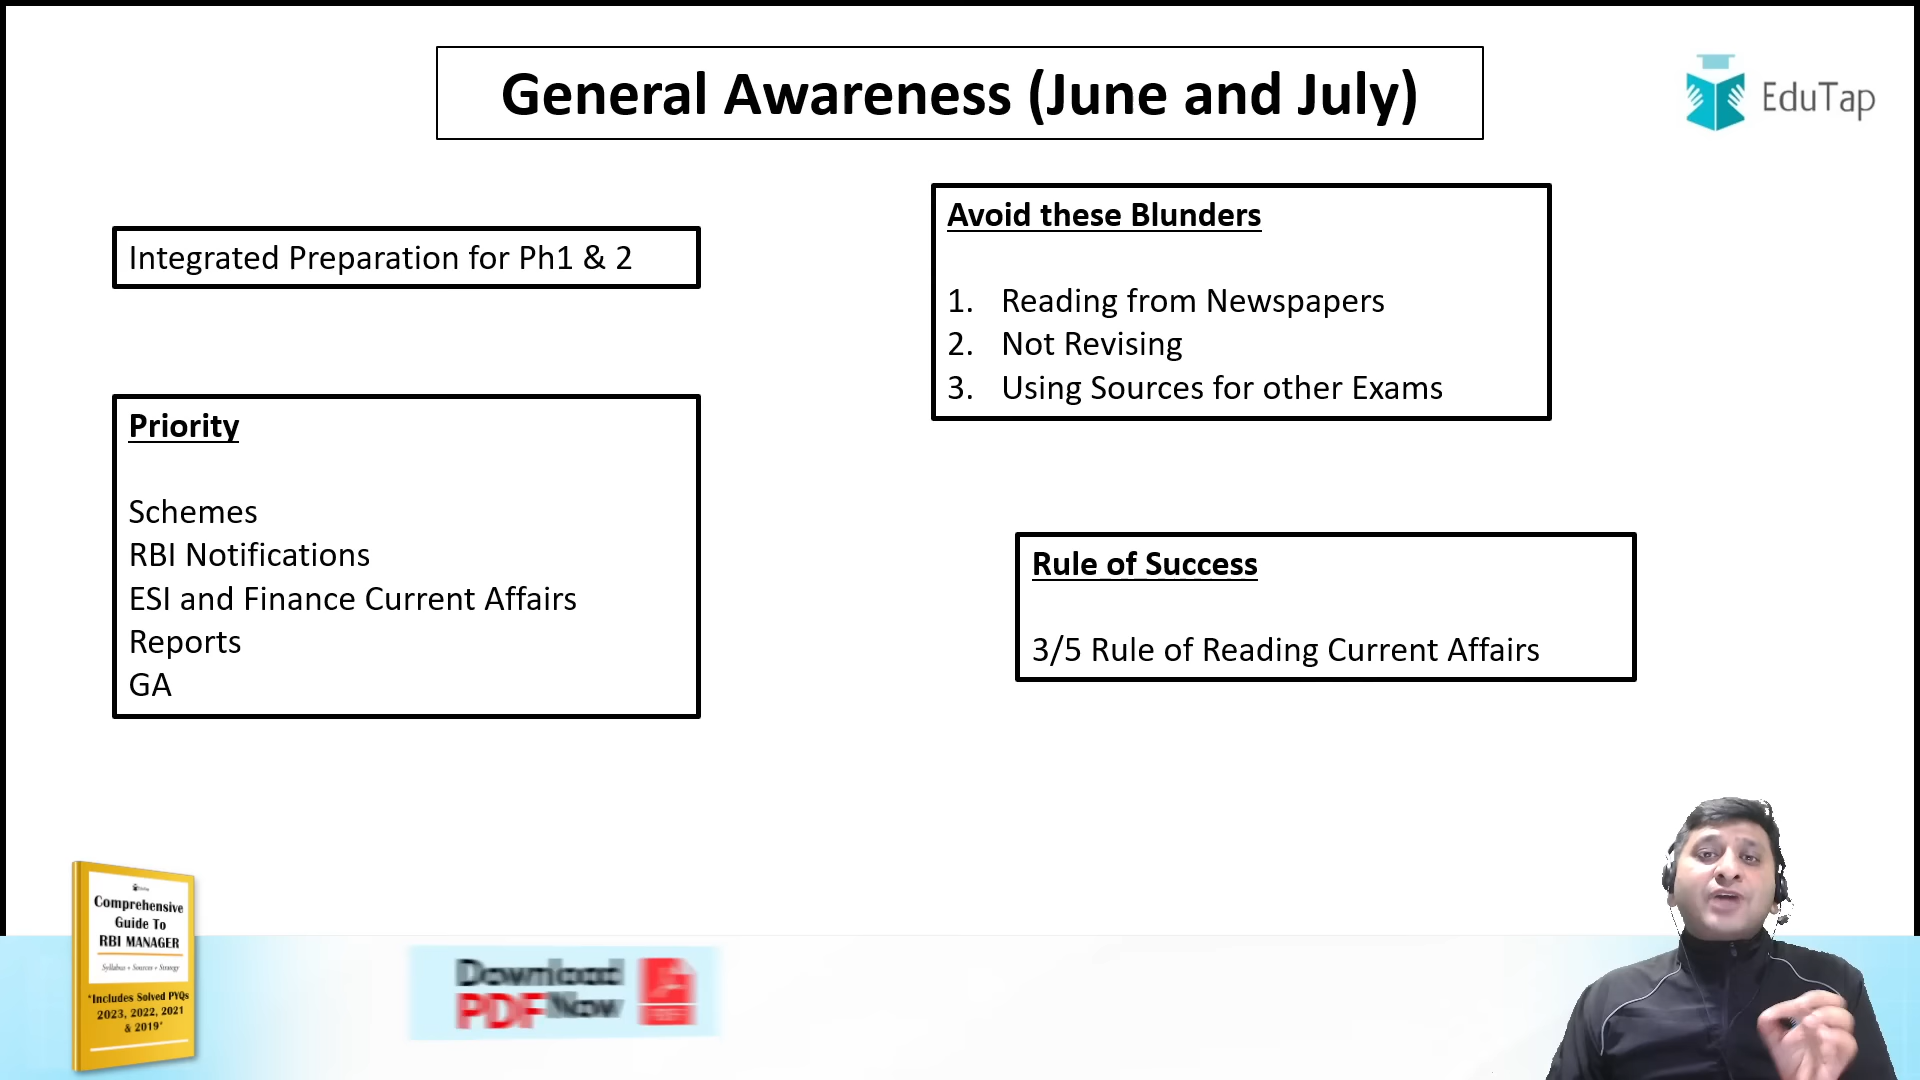 General Awareness (June and July)
EduTap
Integrated Preparation for Ph1 & 2
Priority
Schemes
RBI Notifications
ESI and Finance Current Affairs
Reports
GA
Avoid these Blunders
1. Reading from Newspapers
2. Not Revising
3. Using Sources for other Exams
Rule of Success
3/5 Rule of Reading Current Affairs
Comprehensive
Guide To
RBI MANAGER
Syllabus + Sources + Strategy
*Includes Solved PYQs
2023, 2022, 2021
& 2019*
Download
PDF Now